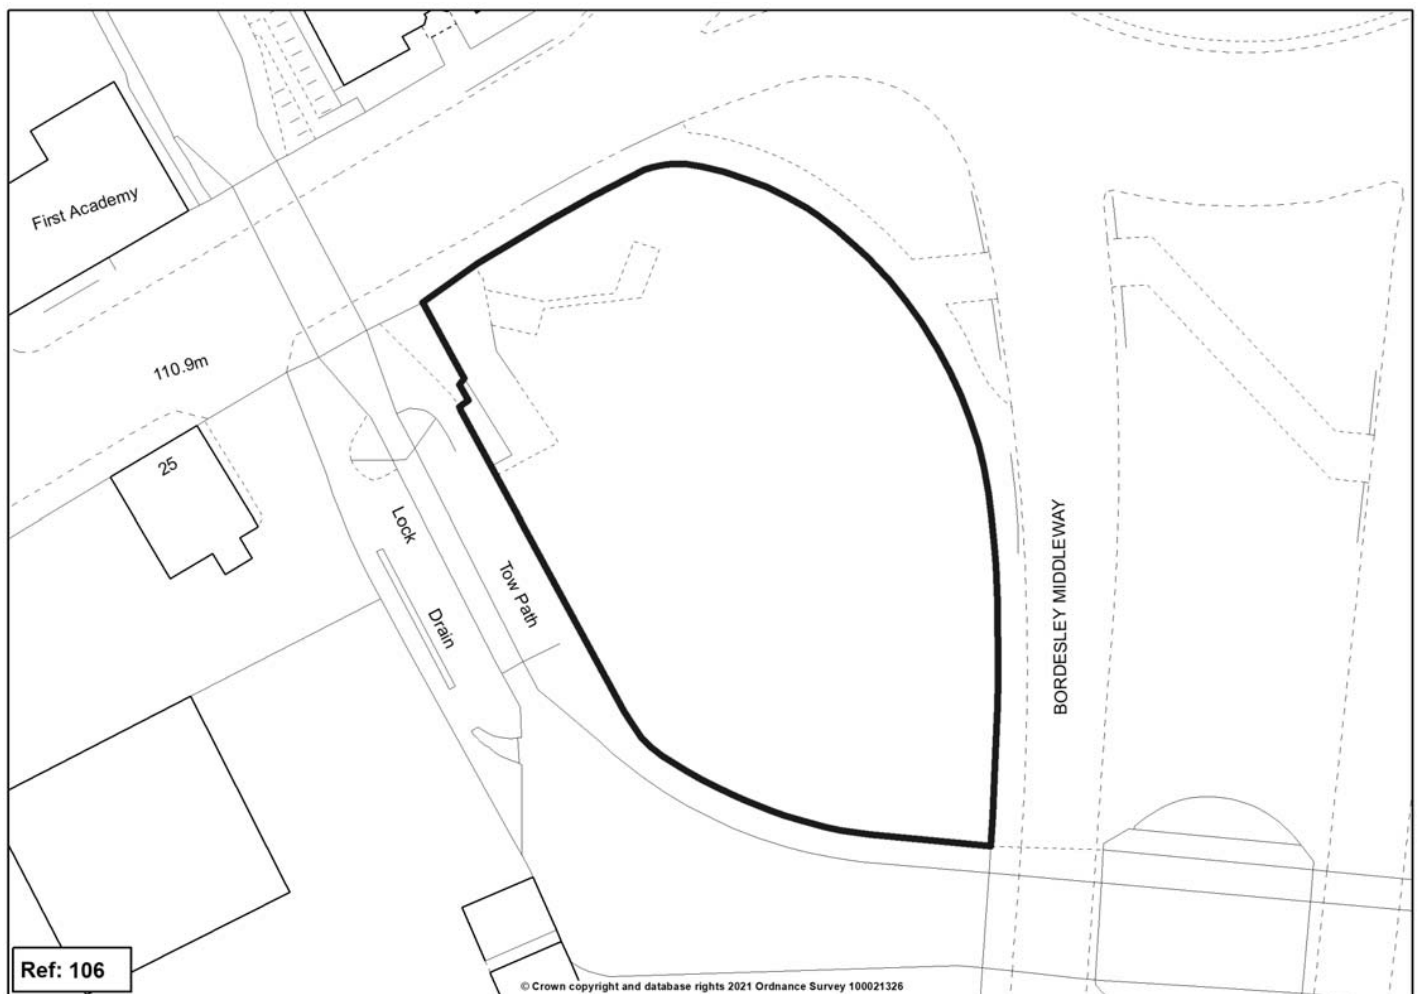 First Academy
110.9m
25
Lock
Tow Path
Drain
BORDESLEY MIDDLEWAY
Ref: 106
© Crown copyright and database rights 2021 Ordnance Survey 100021326